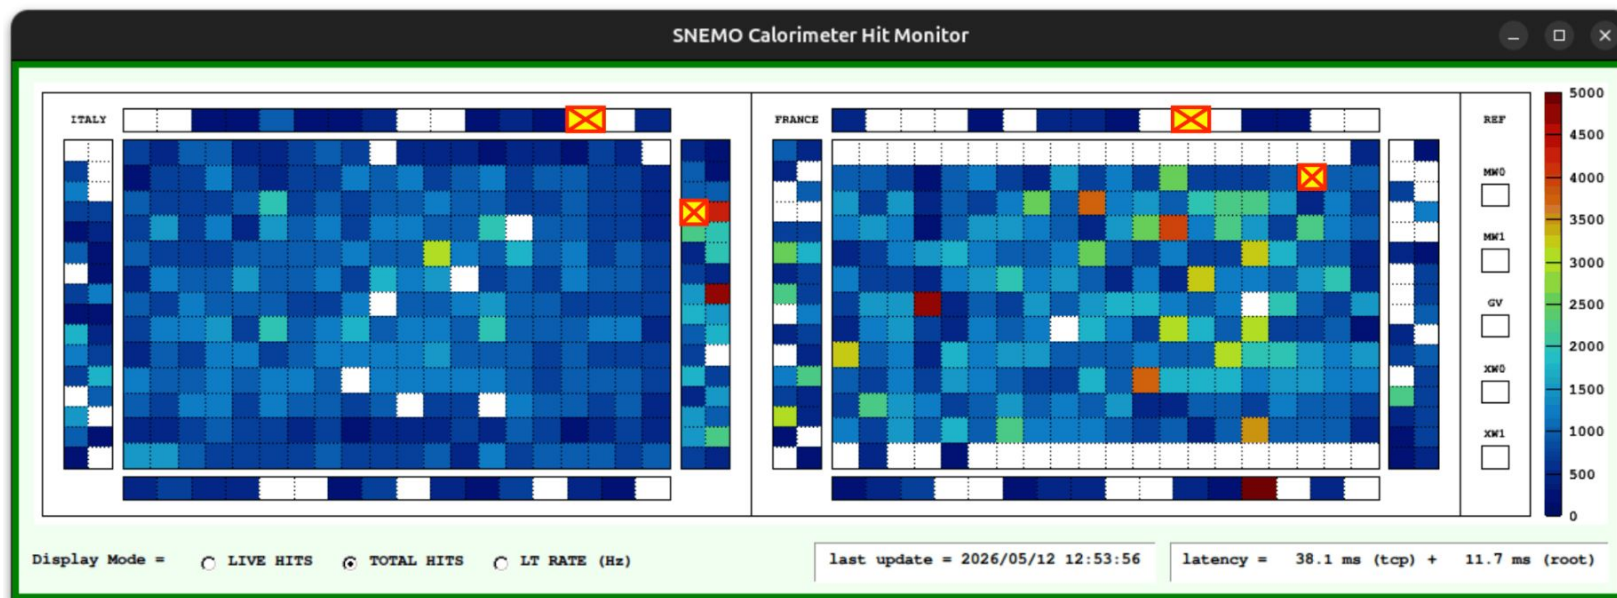 SNEMO Calorimeter Hit Monitor
ITALY
FRANCE
REF
MW0
MW1
GV
XW0
XW1
5000
4500
4000
3500
3000
2500
2000
1500
1000
500
0
Display Mode =
LIVE HITS
TOTAL HITS
LT RATE (Hz)
last update = 2026/05/12 12:53:56
latency = 38.1 ms (tcp) + 11.7 ms (root)